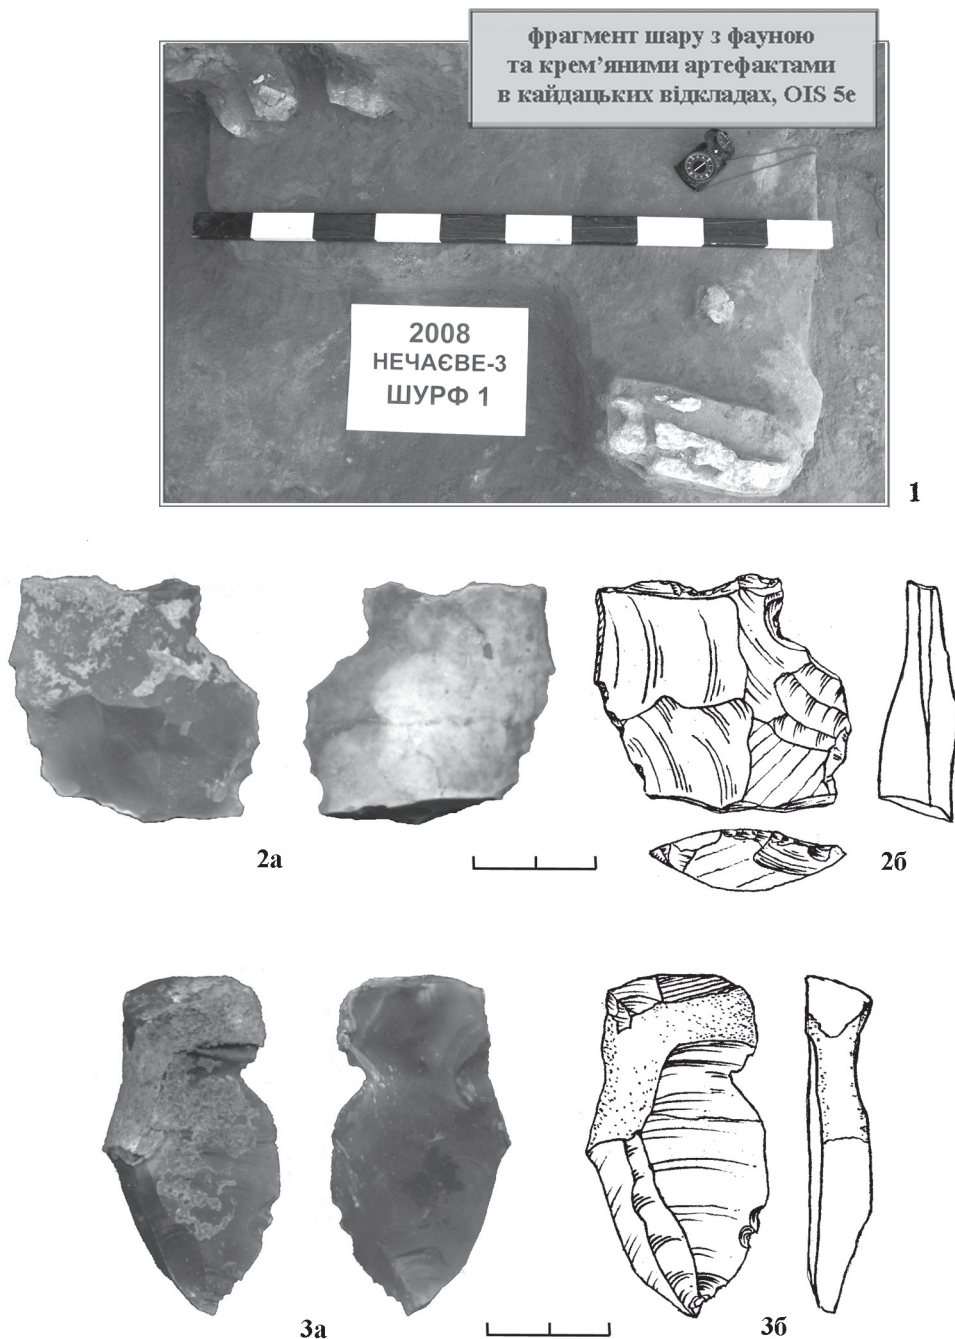 фрагмент шару з фауною
та крем’яними артефактами
в кайдацьких відкладах, OIS 5e
2008
НЕЧАЄВЕ-3
ШУРФ 1
1
2а
2б
3а
3б